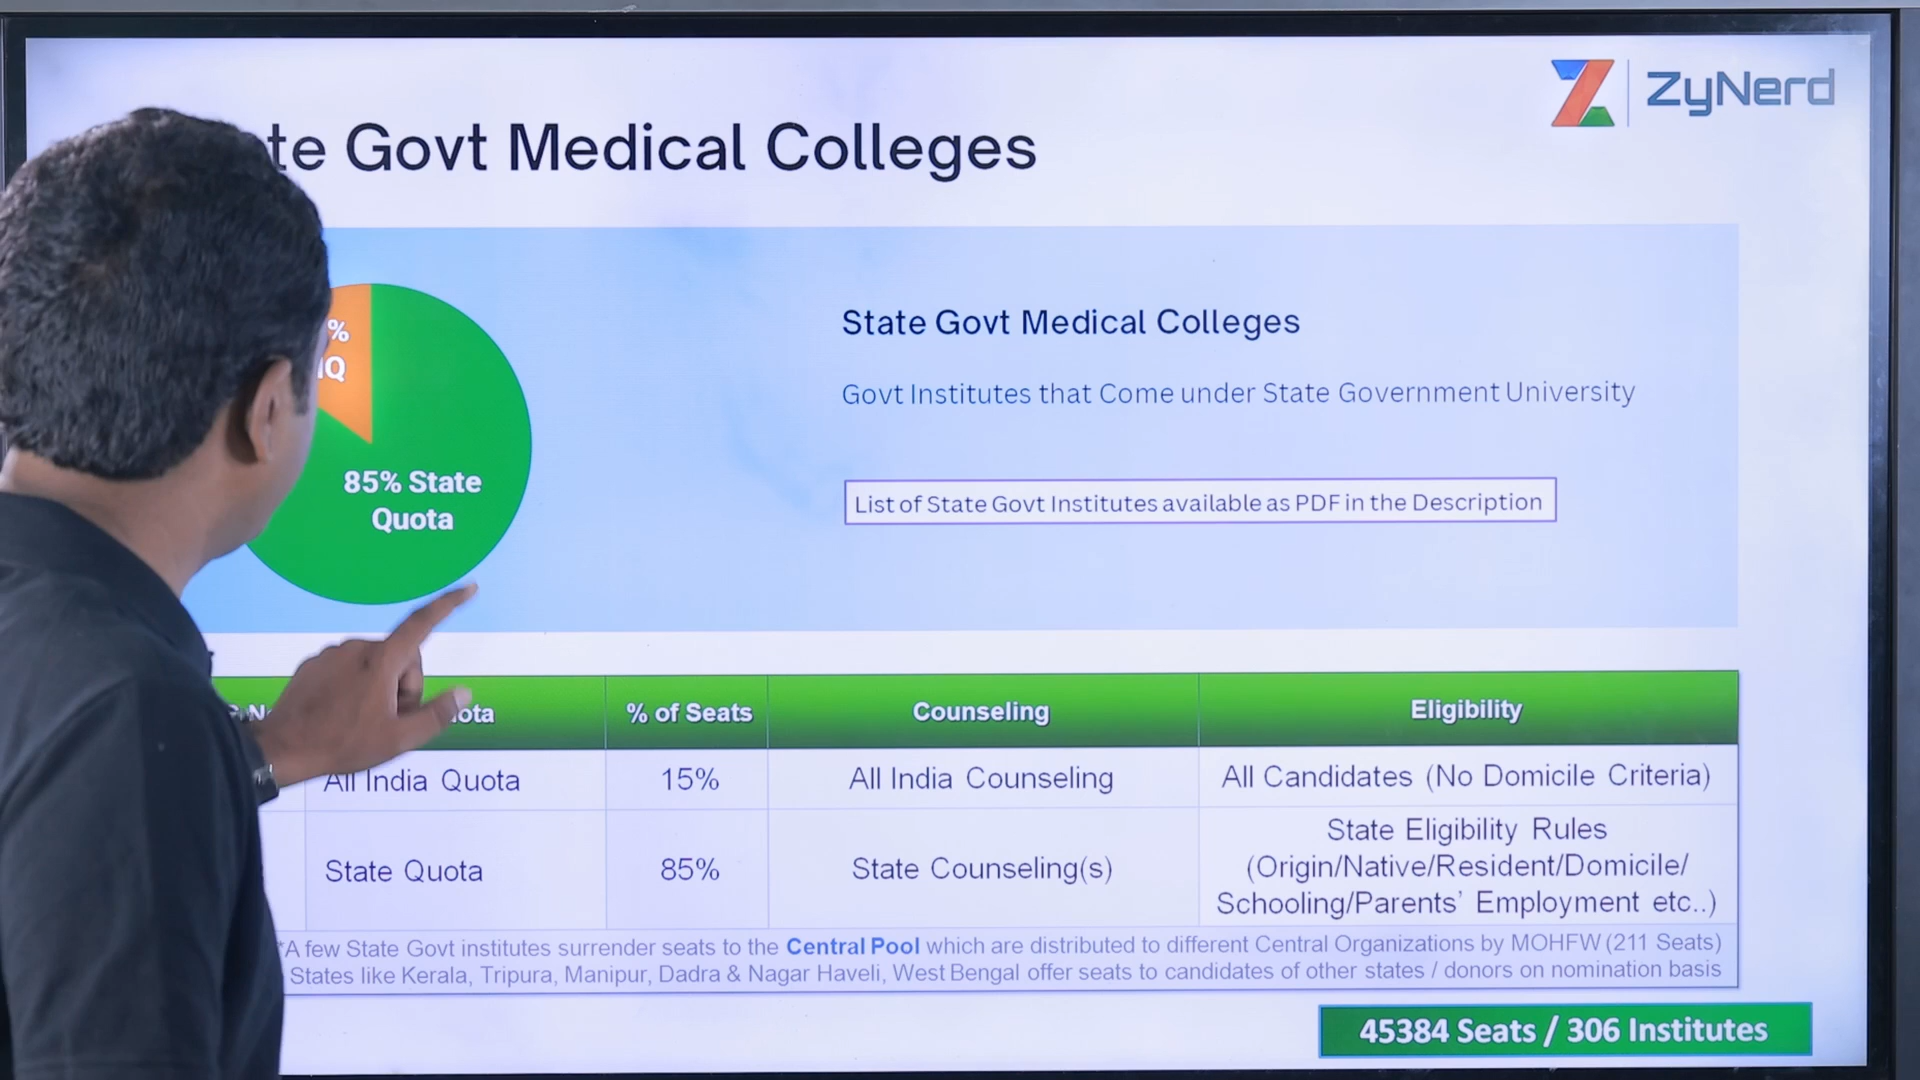 ZyNerd
te Govt Medical Colleges
%
IQ
85% State
Quota
State Govt Medical Colleges
Govt Institutes that Come under State Government University
List of State Govt Institutes available as PDF in the Description
ota % of Seats Counseling Eligibility
All India Quota 15% All India Counseling All Candidates (No Domicile Criteria)
State Quota 85% State Counseling(s) State Eligibility Rules
(Origin/Native/Resident/Domicile/
Schooling/Parents' Employment etc..)
*A few State Govt institutes surrender seats to the Central Pool which are distributed to different Central Organizations by MOHFW (211 Seats)
States like Kerala, Tripura, Manipur, Dadra & Nagar Haveli, West Bengal offer seats to candidates of other states / donors on nomination basis
45384 Seats / 306 Institutes